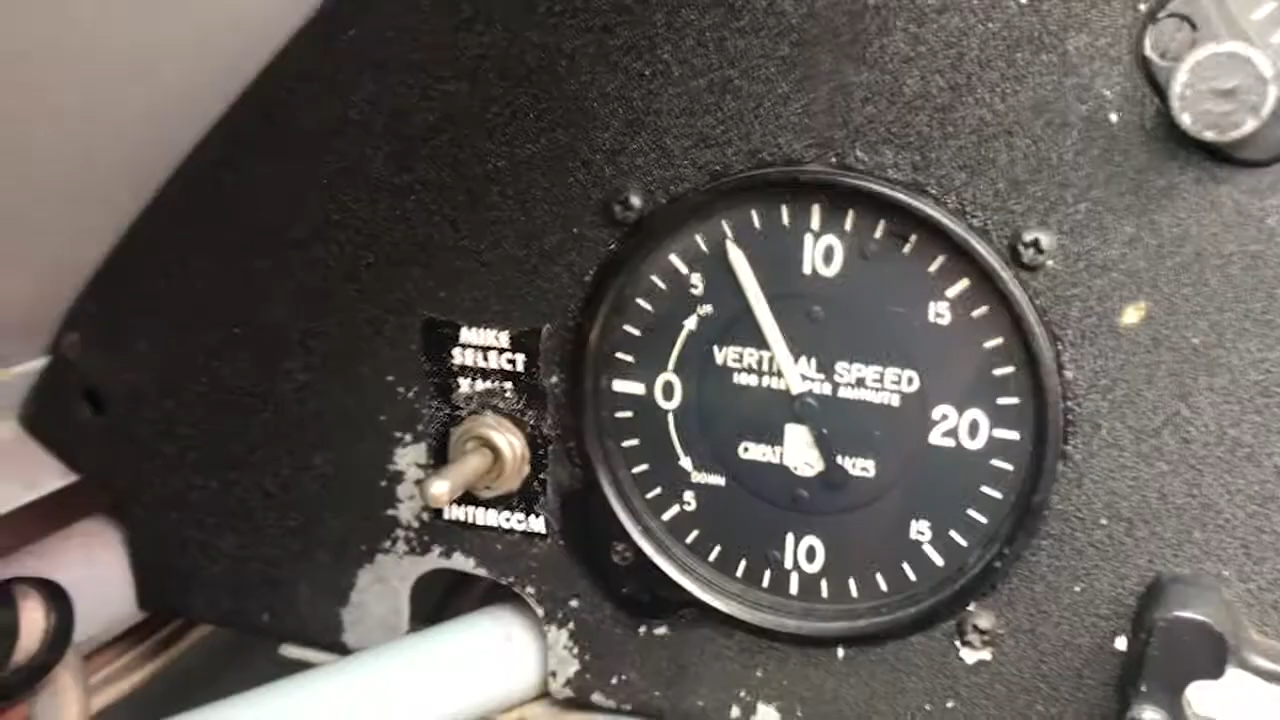 MIKE
SELECT
INTERCOM
10
5
15
UP
VERTICAL SPEED
100 FEET PER MINUTE
0
20
DOWN
5
15
10